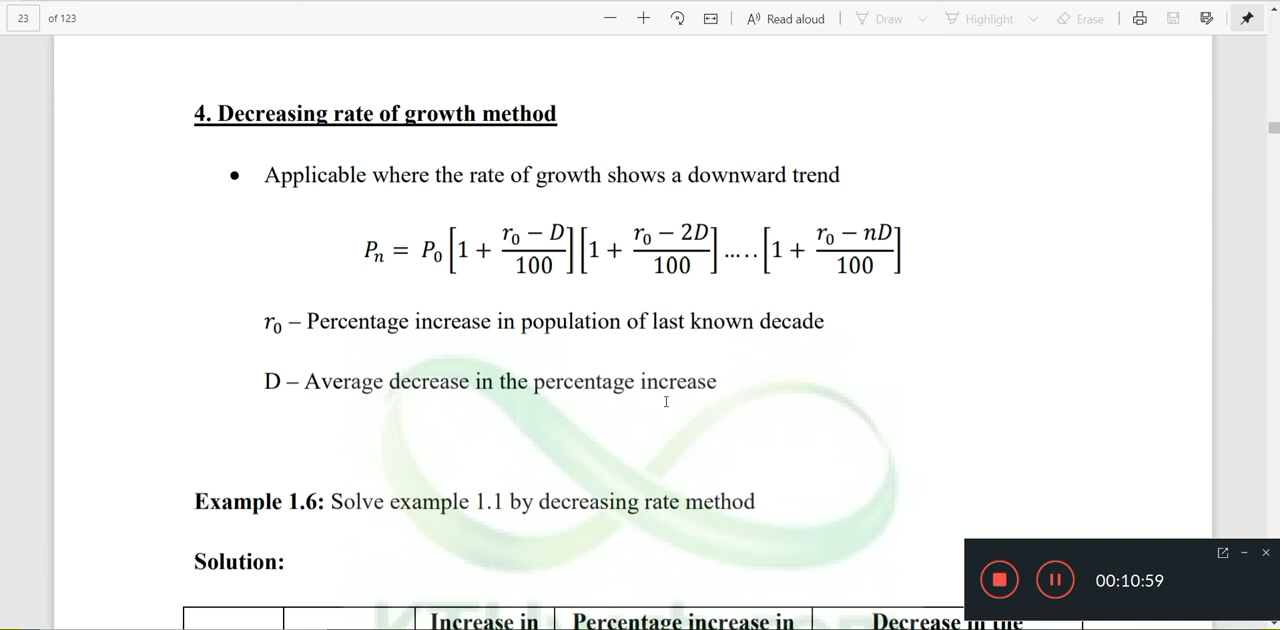 23 of 123 Read aloud Draw Highlight Erase
4. Decreasing rate of growth method
• Applicable where the rate of growth shows a downward trend
Pₙ = P₀ [1 + (r₀ − D)/100] [1 + (r₀ − 2D)/100] ..... [1 + (r₀ − nD)/100]
r₀ – Percentage increase in population of last known decade
D – Average decrease in the percentage increase
Example 1.6: Solve example 1.1 by decreasing rate method
Solution:
00:10:59
Increase in Percentage increase in Decrease in the